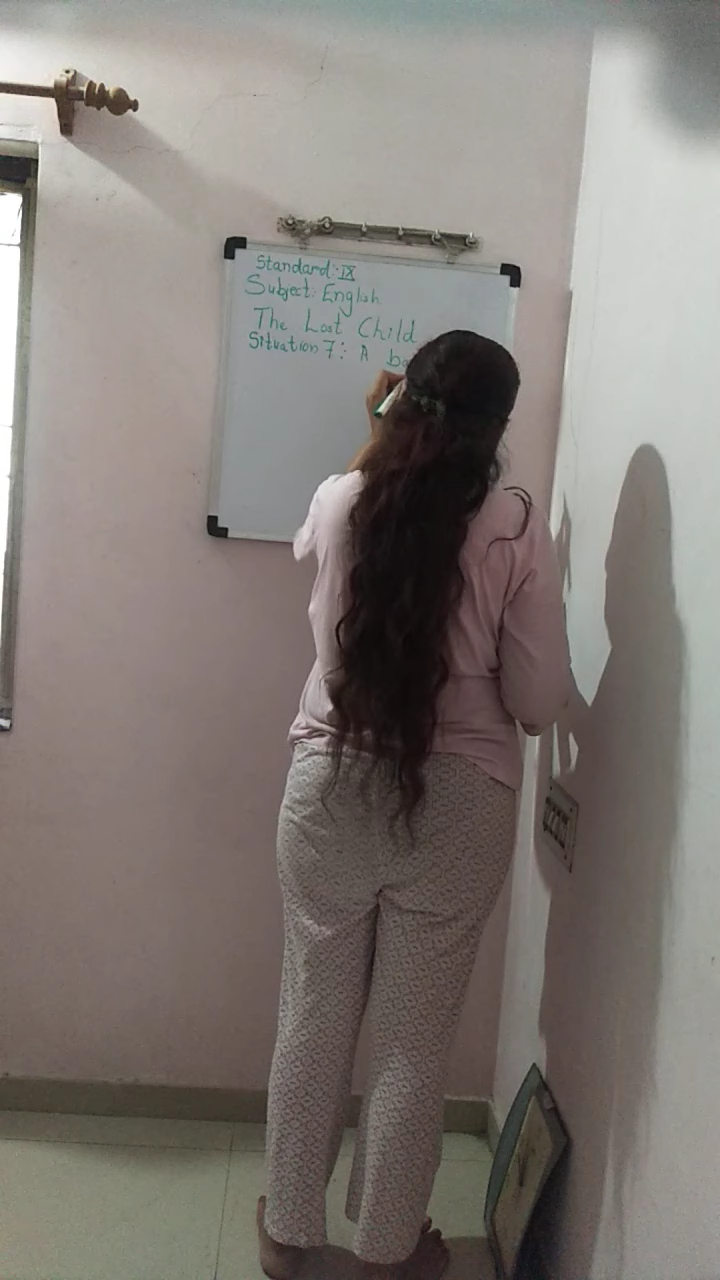 Standard:- IX
Subject: English
The Lost Child
Situation 7: A